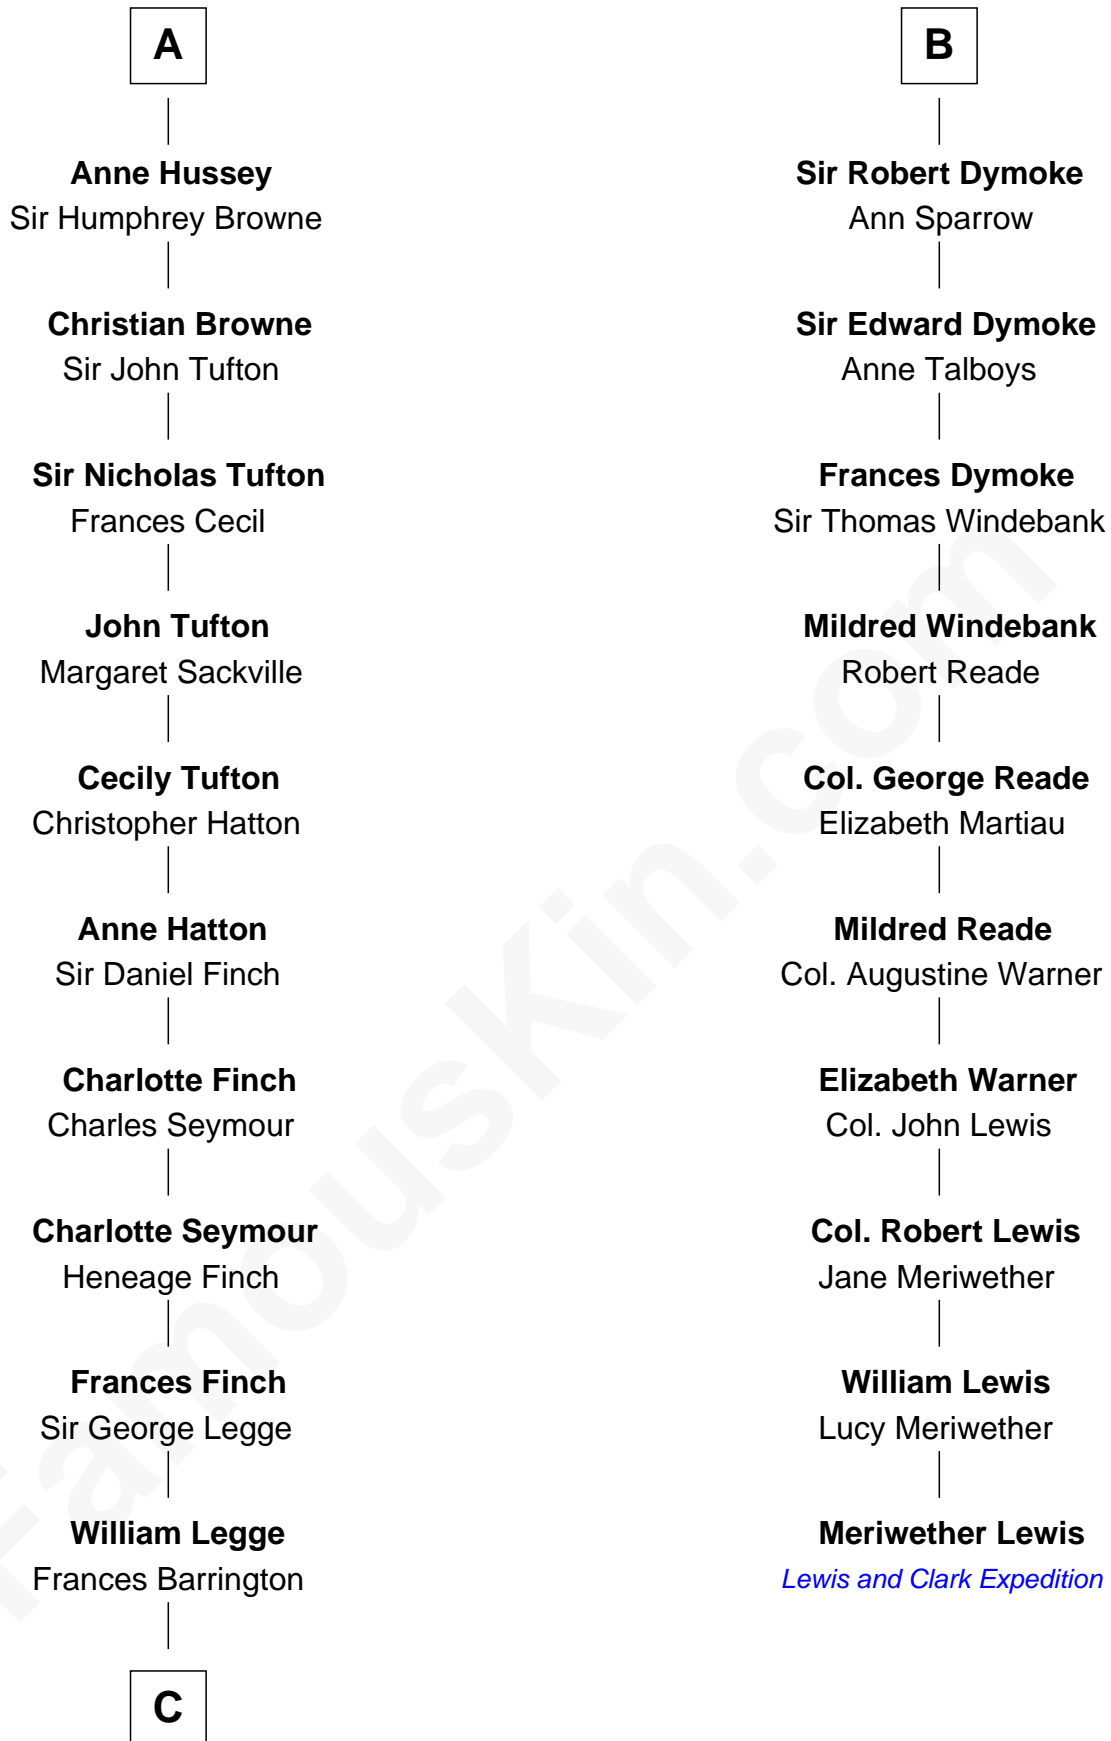 A
Anne Hussey
Sir Humphrey Browne
Christian Browne
Sir John Tufton
Sir Nicholas Tufton
Frances Cecil
John Tufton
Margaret Sackville
Cecily Tufton
Christopher Hatton
Anne Hatton
Sir Daniel Finch
Charlotte Finch
Charles Seymour
Charlotte Seymour
Heneage Finch
Frances Finch
Sir George Legge
William Legge
Frances Barrington
C
B
Sir Robert Dymoke
Ann Sparrow
Sir Edward Dymoke
Anne Talboys
Frances Dymoke
Sir Thomas Windebank
Mildred Windebank
Robert Reade
Col. George Reade
Elizabeth Martiau
Mildred Reade
Col. Augustine Warner
Elizabeth Warner
Col. John Lewis
Col. Robert Lewis
Jane Meriwether
William Lewis
Lucy Meriwether
Meriwether Lewis
Lewis and Clark Expedition
FamousKin.com